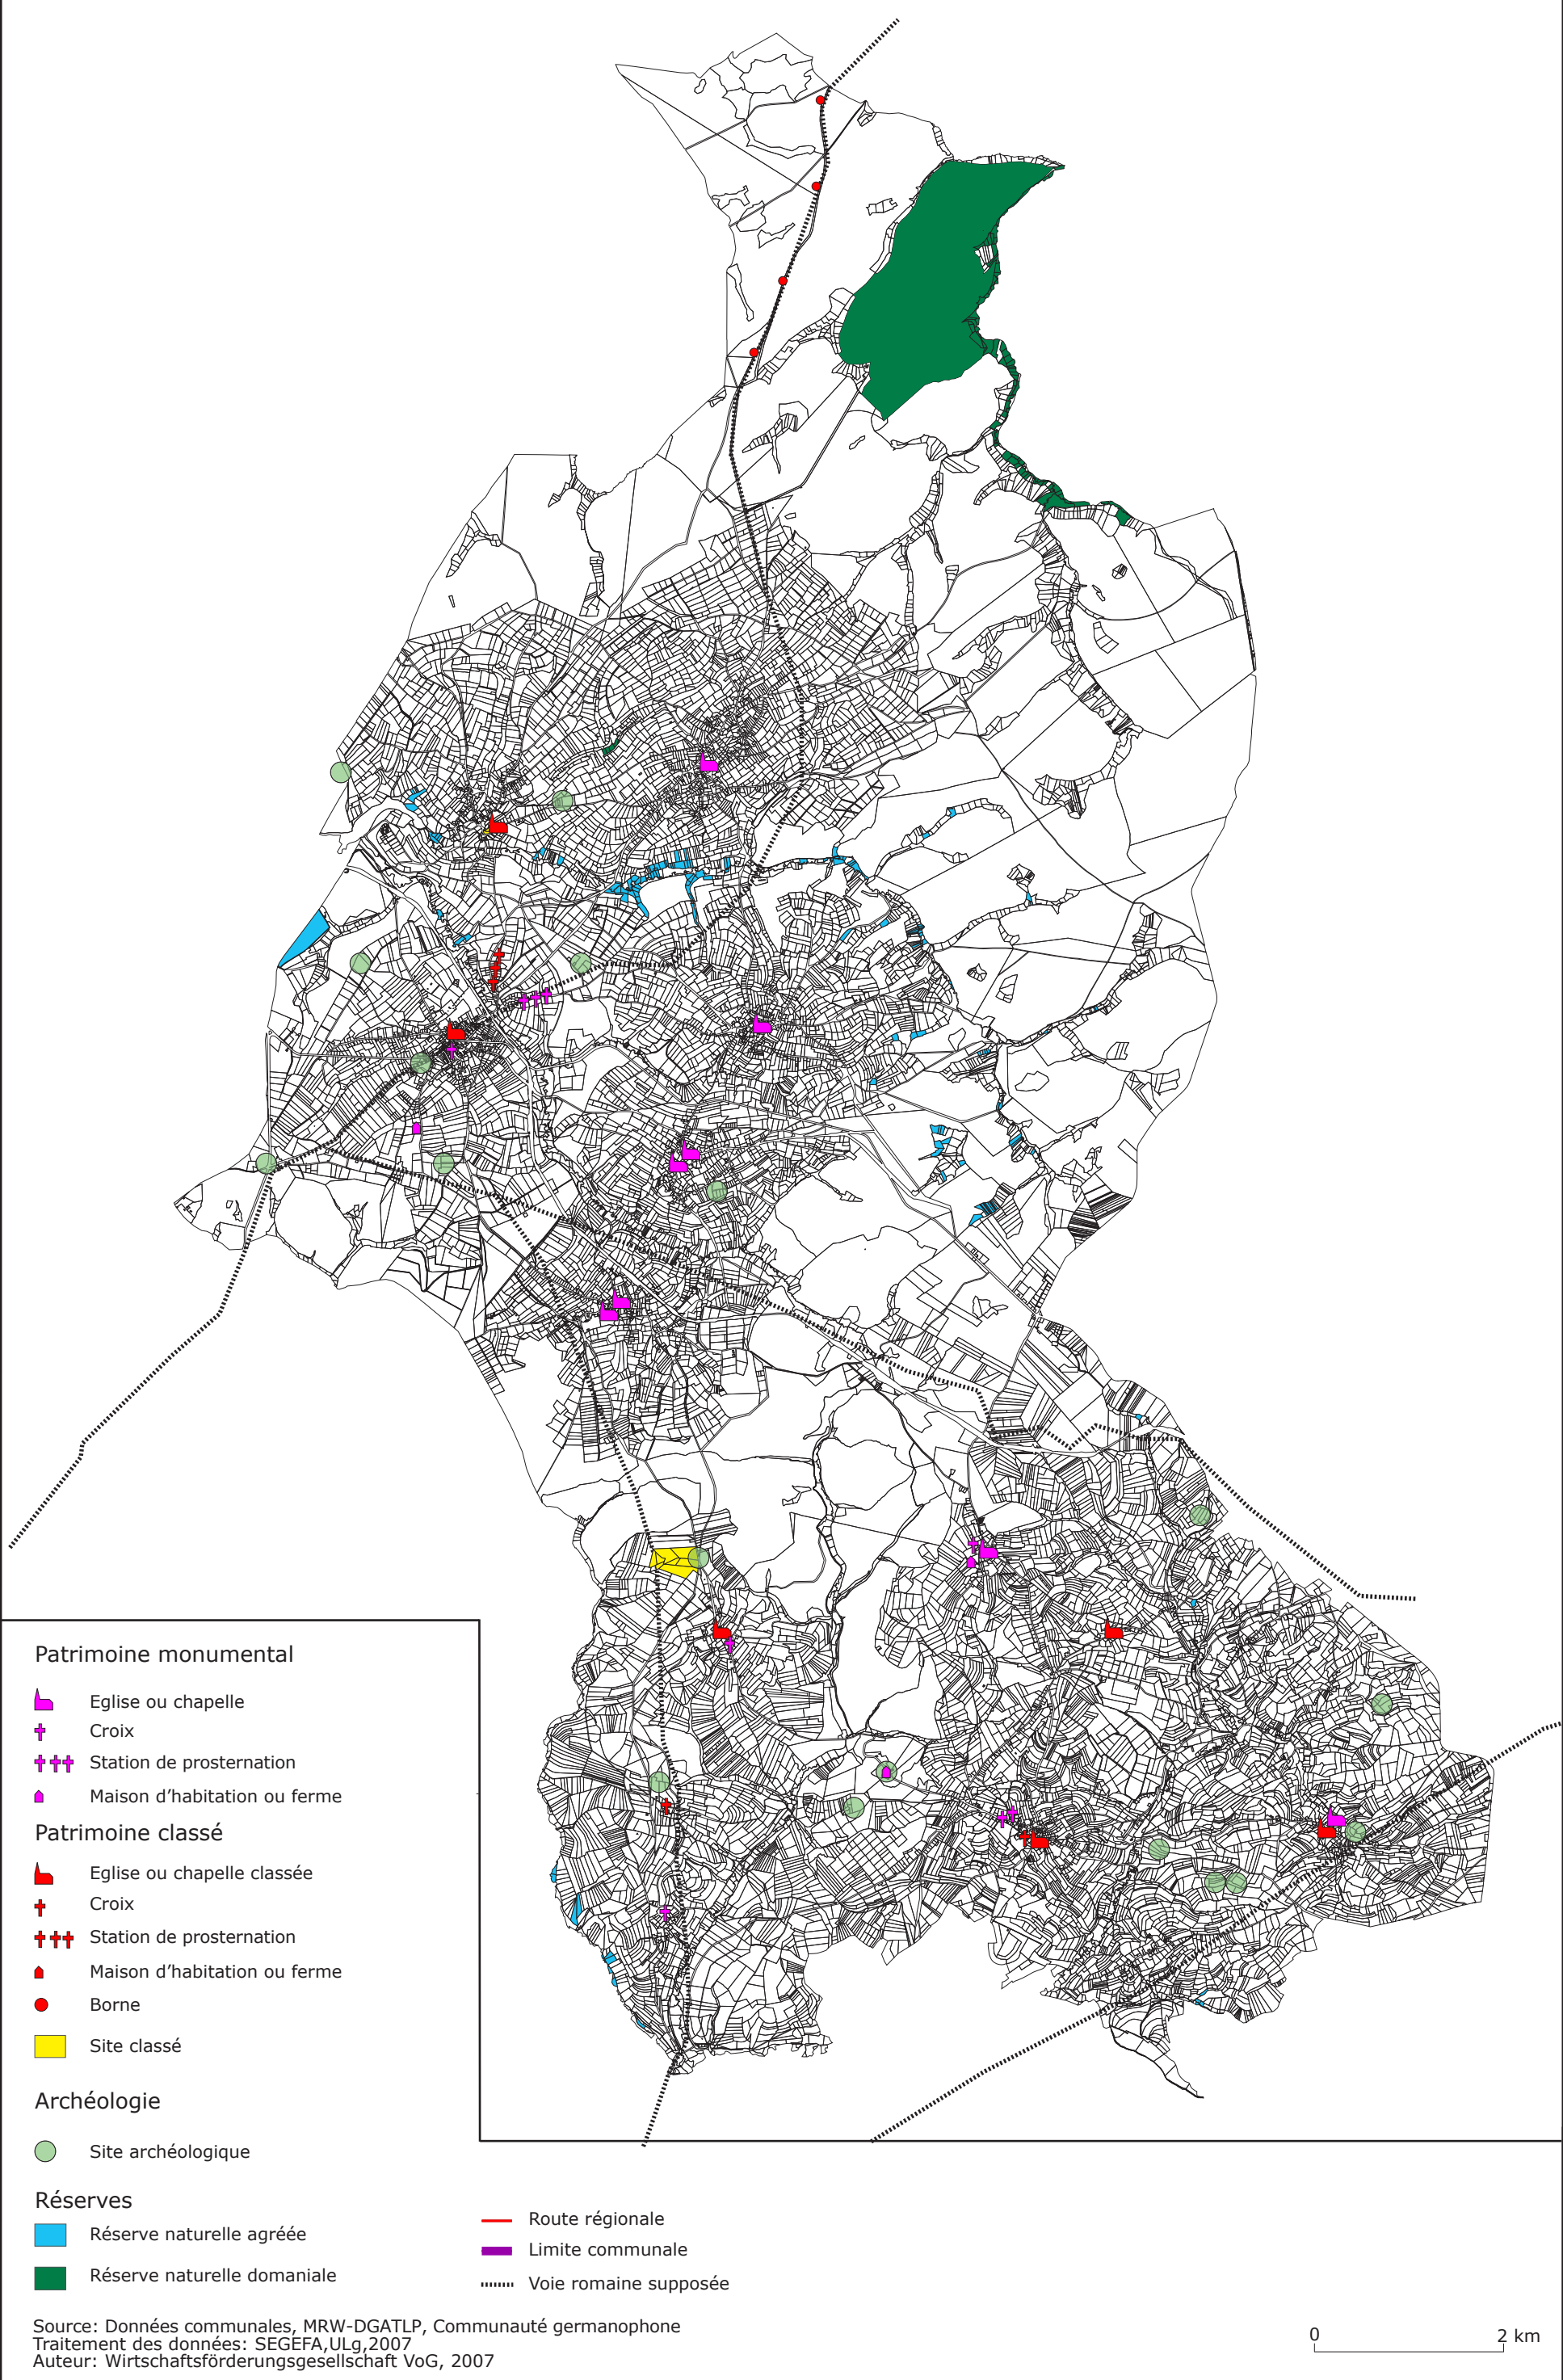 Patrimoine monumental
Eglise ou chapelle
Croix
Station de prosternation
Maison d’habitation ou ferme
Patrimoine classé
Eglise ou chapelle classée
Croix
Station de prosternation
Maison d’habitation ou ferme
Borne
Site classé
Archéologie
Site archéologique
Réserves
Réserve naturelle agréée
Réserve naturelle domaniale
Route régionale
Limite communale
Voie romaine supposée
Source: Données communales, MRW-DGATLP, Communauté germanophone
Traitement des données: SEGEFA,ULg,2007
Auteur: Wirtschaftsförderungsgesellschaft VoG, 2007
0 2 km